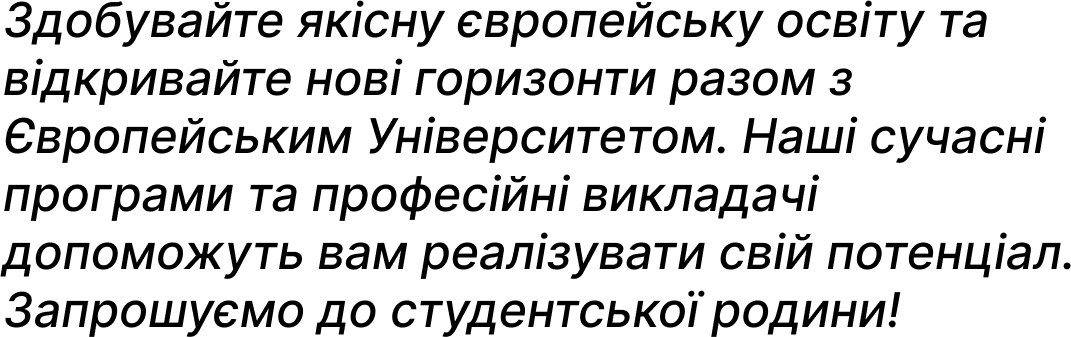 Здобувайте якісну європейську освіту та
відкривайте нові горизонти разом з
Європейським Університетом. Наші сучасні
програми та професійні викладачі
допоможуть вам реалізувати свій потенціал.
Запрошуємо до студентської родини!